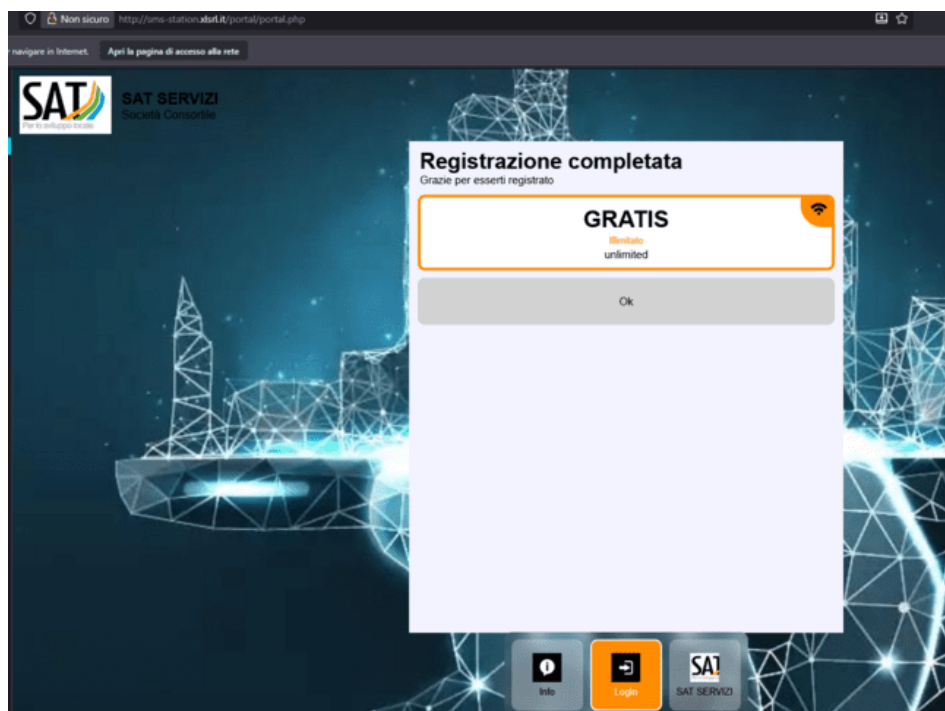 Non sicuro http://sms-station.xlsrl.it/portal/portal.php
navigare in Internet. Apri la pagina di accesso alla rete
SAT
Per lo sviluppo locale
SAT SERVIZI
Società Consortile
Registrazione completata
Grazie per esserti registrato
GRATIS
Illimitato
unlimited
Ok
Info
Login
SAT
SAT SERVIZI